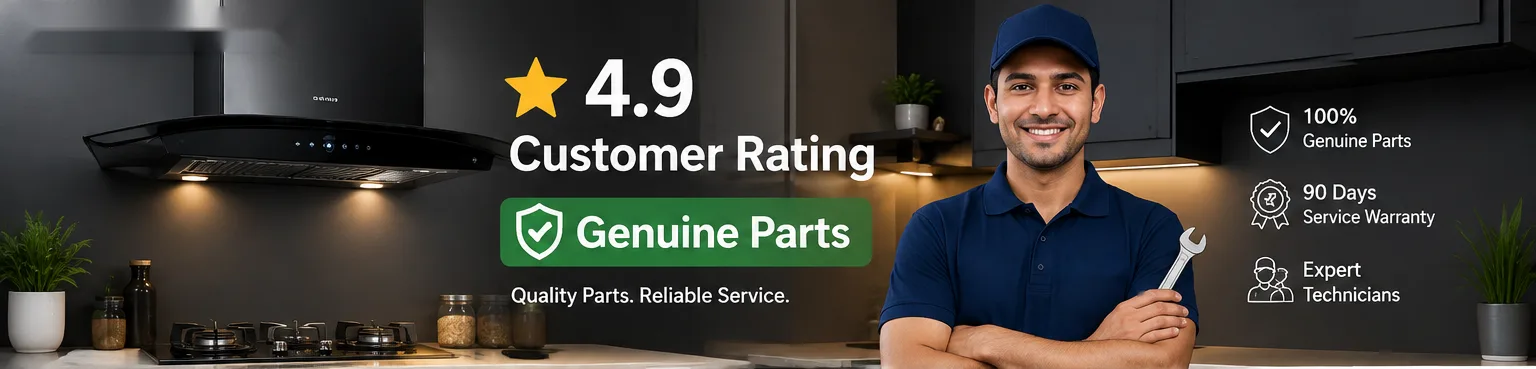 4.9
Customer Rating
Genuine Parts
Quality Parts. Reliable Service.
100%
Genuine Parts
90 Days
Service Warranty
Expert
Technicians